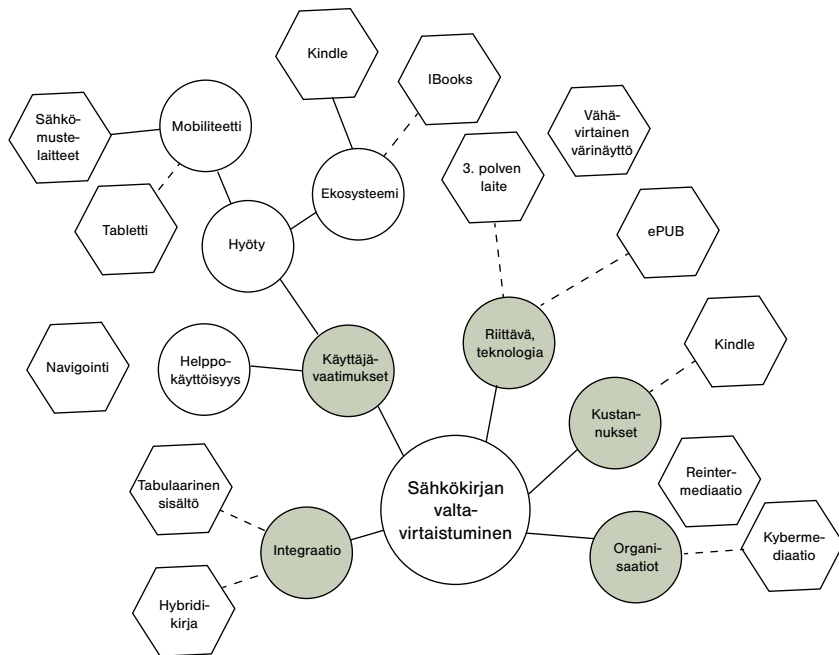 Kindle
IBooks
Sähkö-
muste-
laitteet
Mobiliteetti
Vähä-
virtainen
värinäyttö
3. polven
laite
Ekosysteemi
Tabletti
Hyöty
ePUB
Riittävä,
teknologia
Kindle
Navigointi
Helppo-
käyttöisyys
Käyttäjä-
vaatimukset
Kustan-
nukset
Tabulaarinen
sisältö
Sähkökirjan
valta-
virtaistuminen
Reinter-
mediaatio
Integraatio
Organi-
saatiot
Kyberme-
diaatio
Hybridi-
kirja